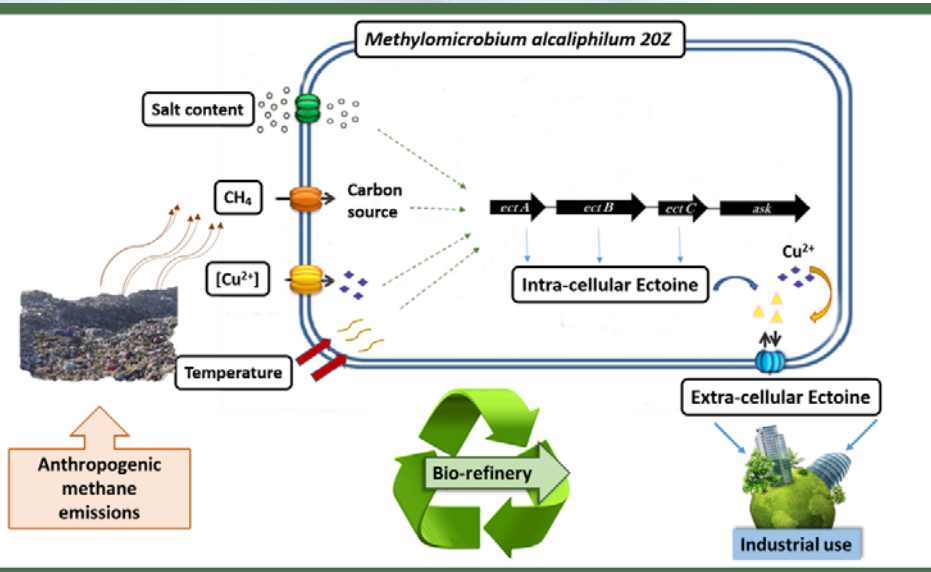 Methylomicrobium alcaliphilum 20Z
Salt content
CH₄
Carbon
source
[Cu²⁺]
Temperature
ect A
ect B
ect C
ask
Intra-cellular Ectoine
Cu²⁺
Extra-cellular Ectoine
Anthropogenic
methane
emissions
Bio-refinery
Industrial use